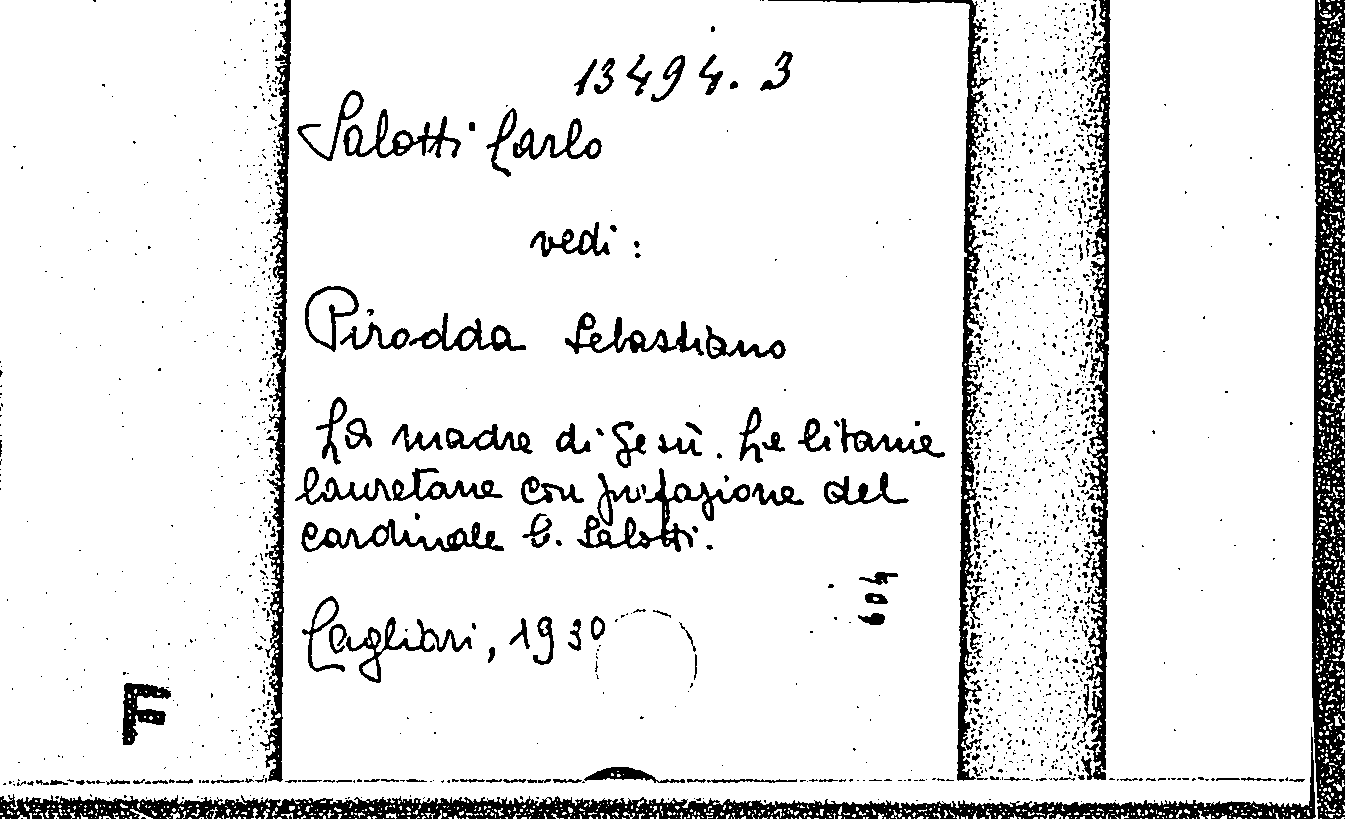 13494. 3
Salotti Carlo
vedi:
Pirodda Sebastiano
La madre di Gesù. Le litanie
lauretane con prefazione del
cardinale C. Salotti.
604
Cagliari, 1930
F